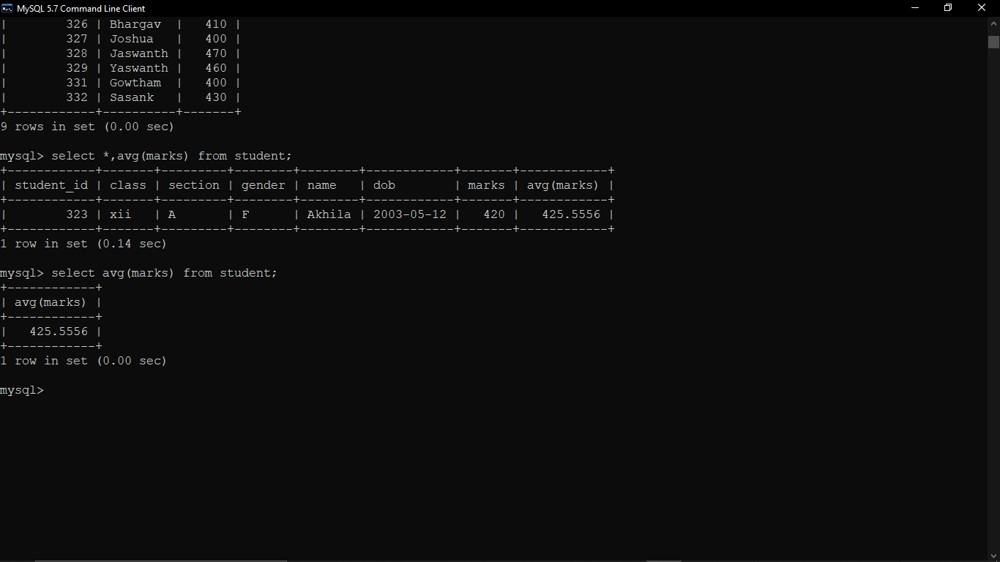 MySQL 5.7 Command Line Client
|         326 | Bhargav  |   410 |
|         327 | Joshua   |   400 |
|         328 | Jaswanth |   470 |
|         329 | Yaswanth |   460 |
|         331 | Gowtham  |   400 |
|         332 | Sasank   |   430 |
+------------+----------+-------+
9 rows in set (0.00 sec)
mysql> select *,avg(marks) from student;
+------------+-------+---------+--------+--------+------------+-------+------------+
| student_id | class | section | gender | name   | dob        | marks | avg(marks) |
+------------+-------+---------+--------+--------+------------+-------+------------+
|        323 | xii   | A       | F      | Akhila | 2003-05-12 |   420 |   425.5556 |
+------------+-------+---------+--------+--------+------------+-------+------------+
1 row in set (0.14 sec)
mysql> select avg(marks) from student;
+------------+
| avg(marks) |
+------------+
|   425.5556 |
+------------+
1 row in set (0.00 sec)
mysql>